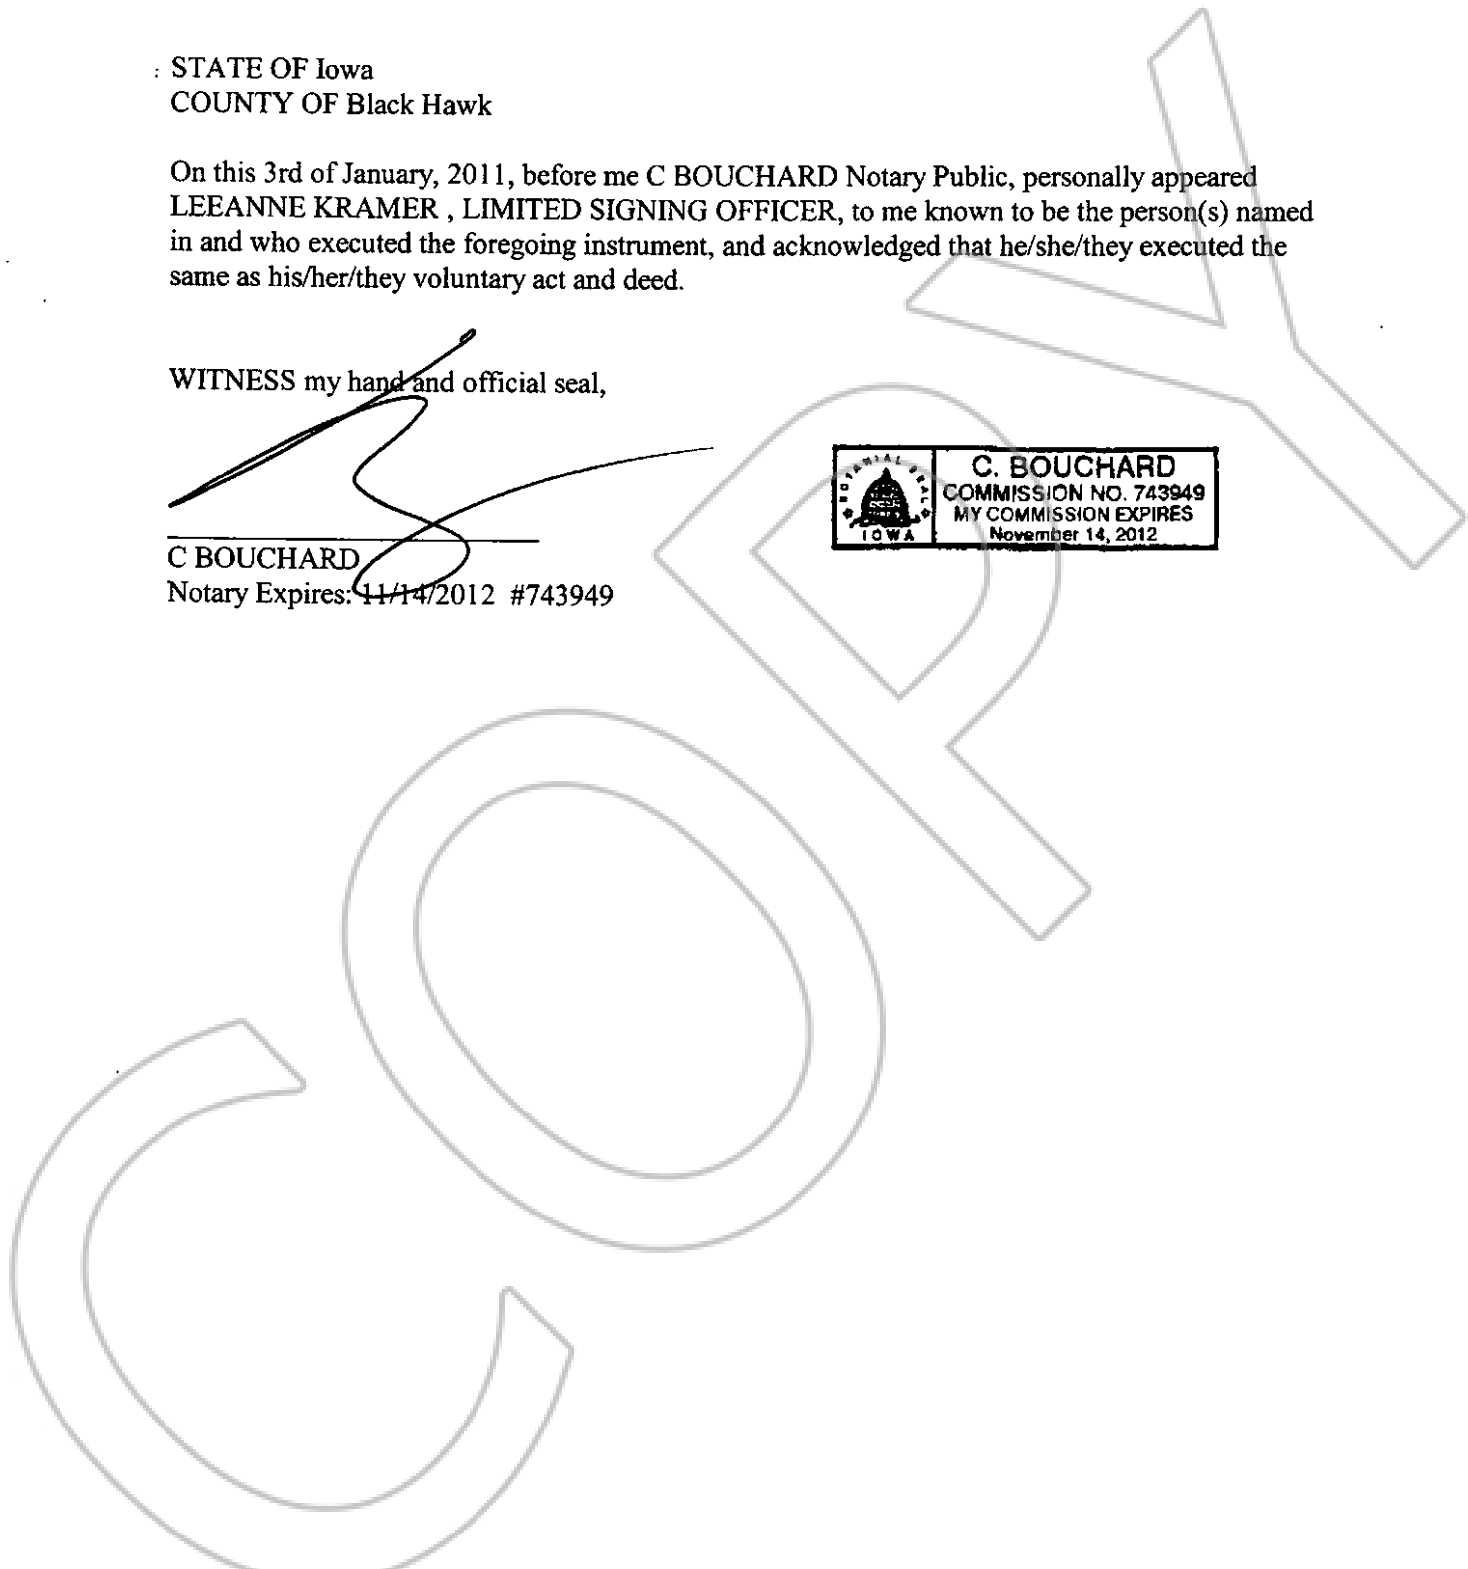 : STATE OF Iowa
COUNTY OF Black Hawk
On this 3rd of January, 2011, before me C BOUCHARD Notary Public, personally appeared
LEEANNE KRAMER , LIMITED SIGNING OFFICER, to me known to be the person(s) named
in and who executed the foregoing instrument, and acknowledged that he/she/they executed the
same as his/her/they voluntary act and deed.
WITNESS my hand and official seal,
C BOUCHARD
Notary Expires: 11/14/2012 #743949
NOTARIAL SEAL
IOWA
C. BOUCHARD
COMMISSION NO. 743949
MY COMMISSION EXPIRES
November 14, 2012
COPY